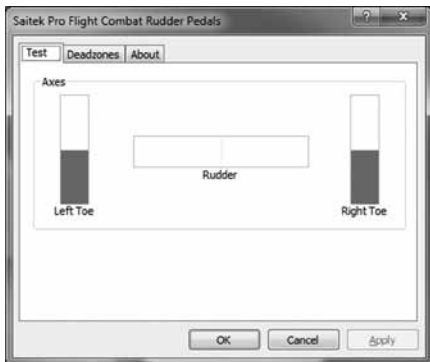 Saitek Pro Flight Combat Rudder Pedals
Test Deadzones About
Axes
Rudder
Left Toe Right Toe
OK Cancel Apply